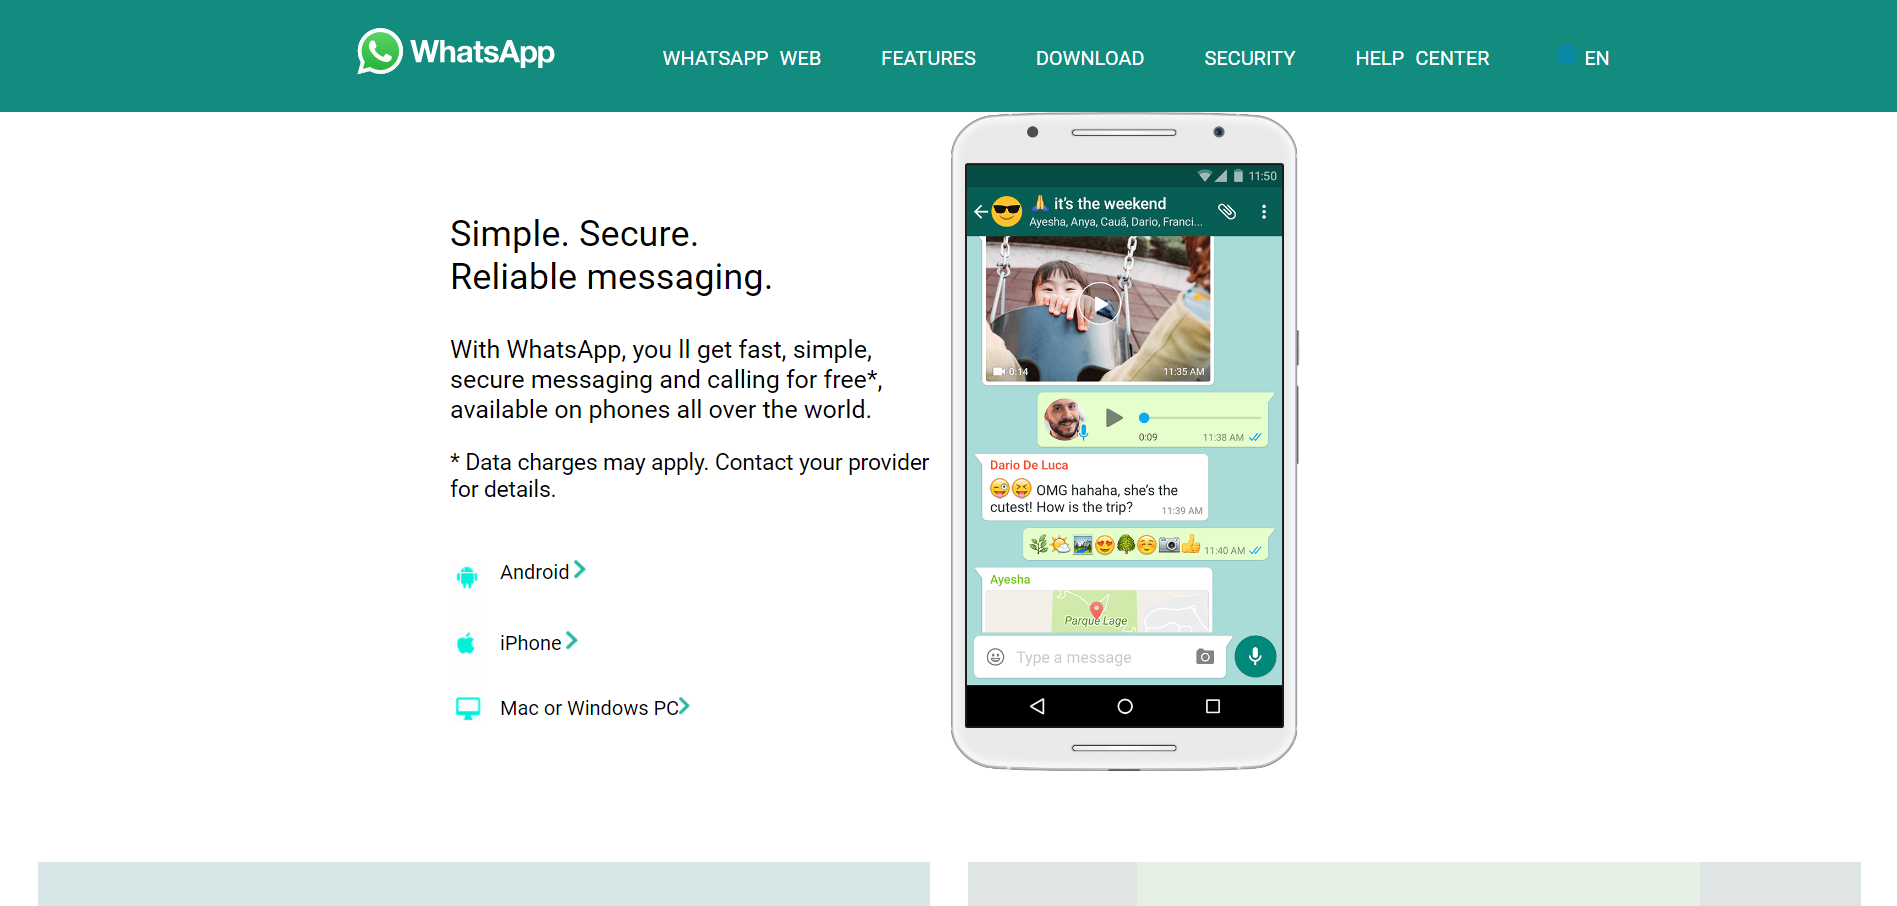 WhatsApp
WHATSAPP WEB
FEATURES
DOWNLOAD
SECURITY
HELP CENTER
EN
Simple. Secure.
Reliable messaging.
With WhatsApp, you ll get fast, simple,
secure messaging and calling for free*,
available on phones all over the world.
* Data charges may apply. Contact your provider
for details.
Android
iPhone
Mac or Windows PC
11:50
🙏 it's the weekend
Ayesha, Anya, Cauã, Dario, Franci...
0:14
11:35 AM
0:09
11:38 AM
Dario De Luca
😜😝 OMG hahaha, she's the
cutest! How is the trip?
11:39 AM
11:40 AM
Ayesha
Parque Lage
Type a message